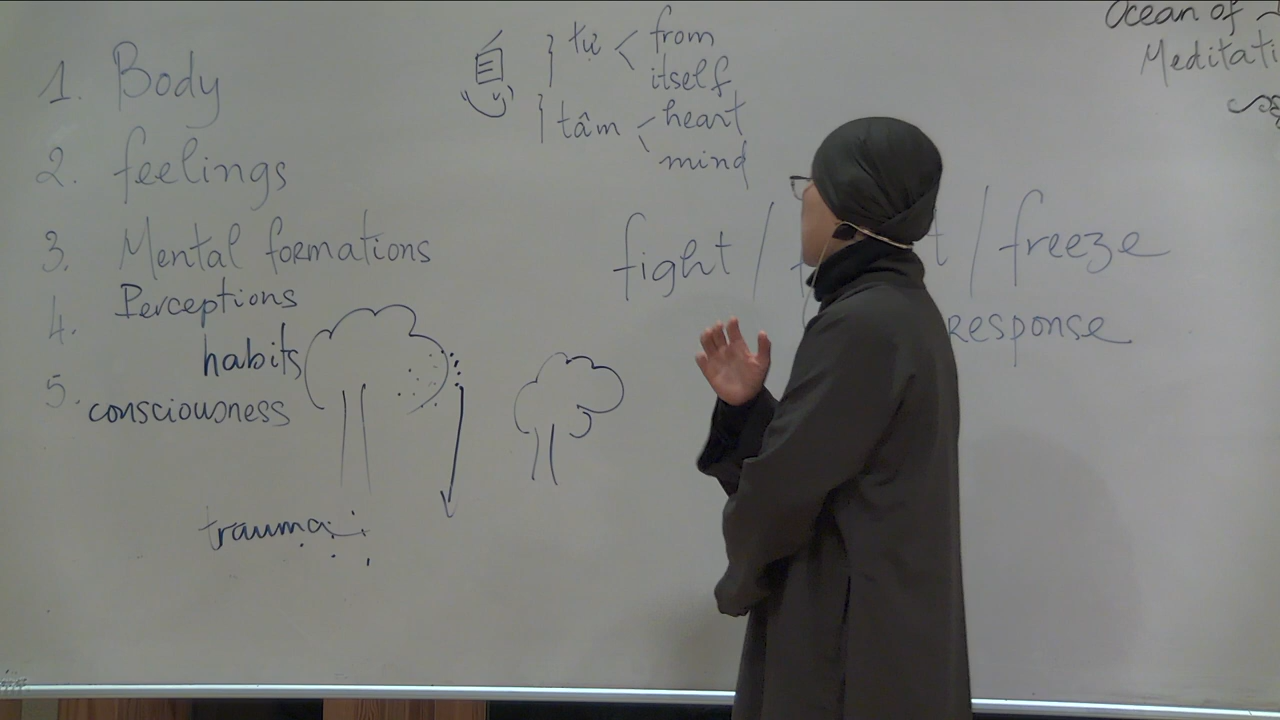 1. Body
2. feelings
3. Mental formations
4. Perceptions
habits
5. consciousness
trauma
自 } tự < from
itself
心 } tâm < heart
mind
fight / / freeze
Response
Ocean of
Meditati